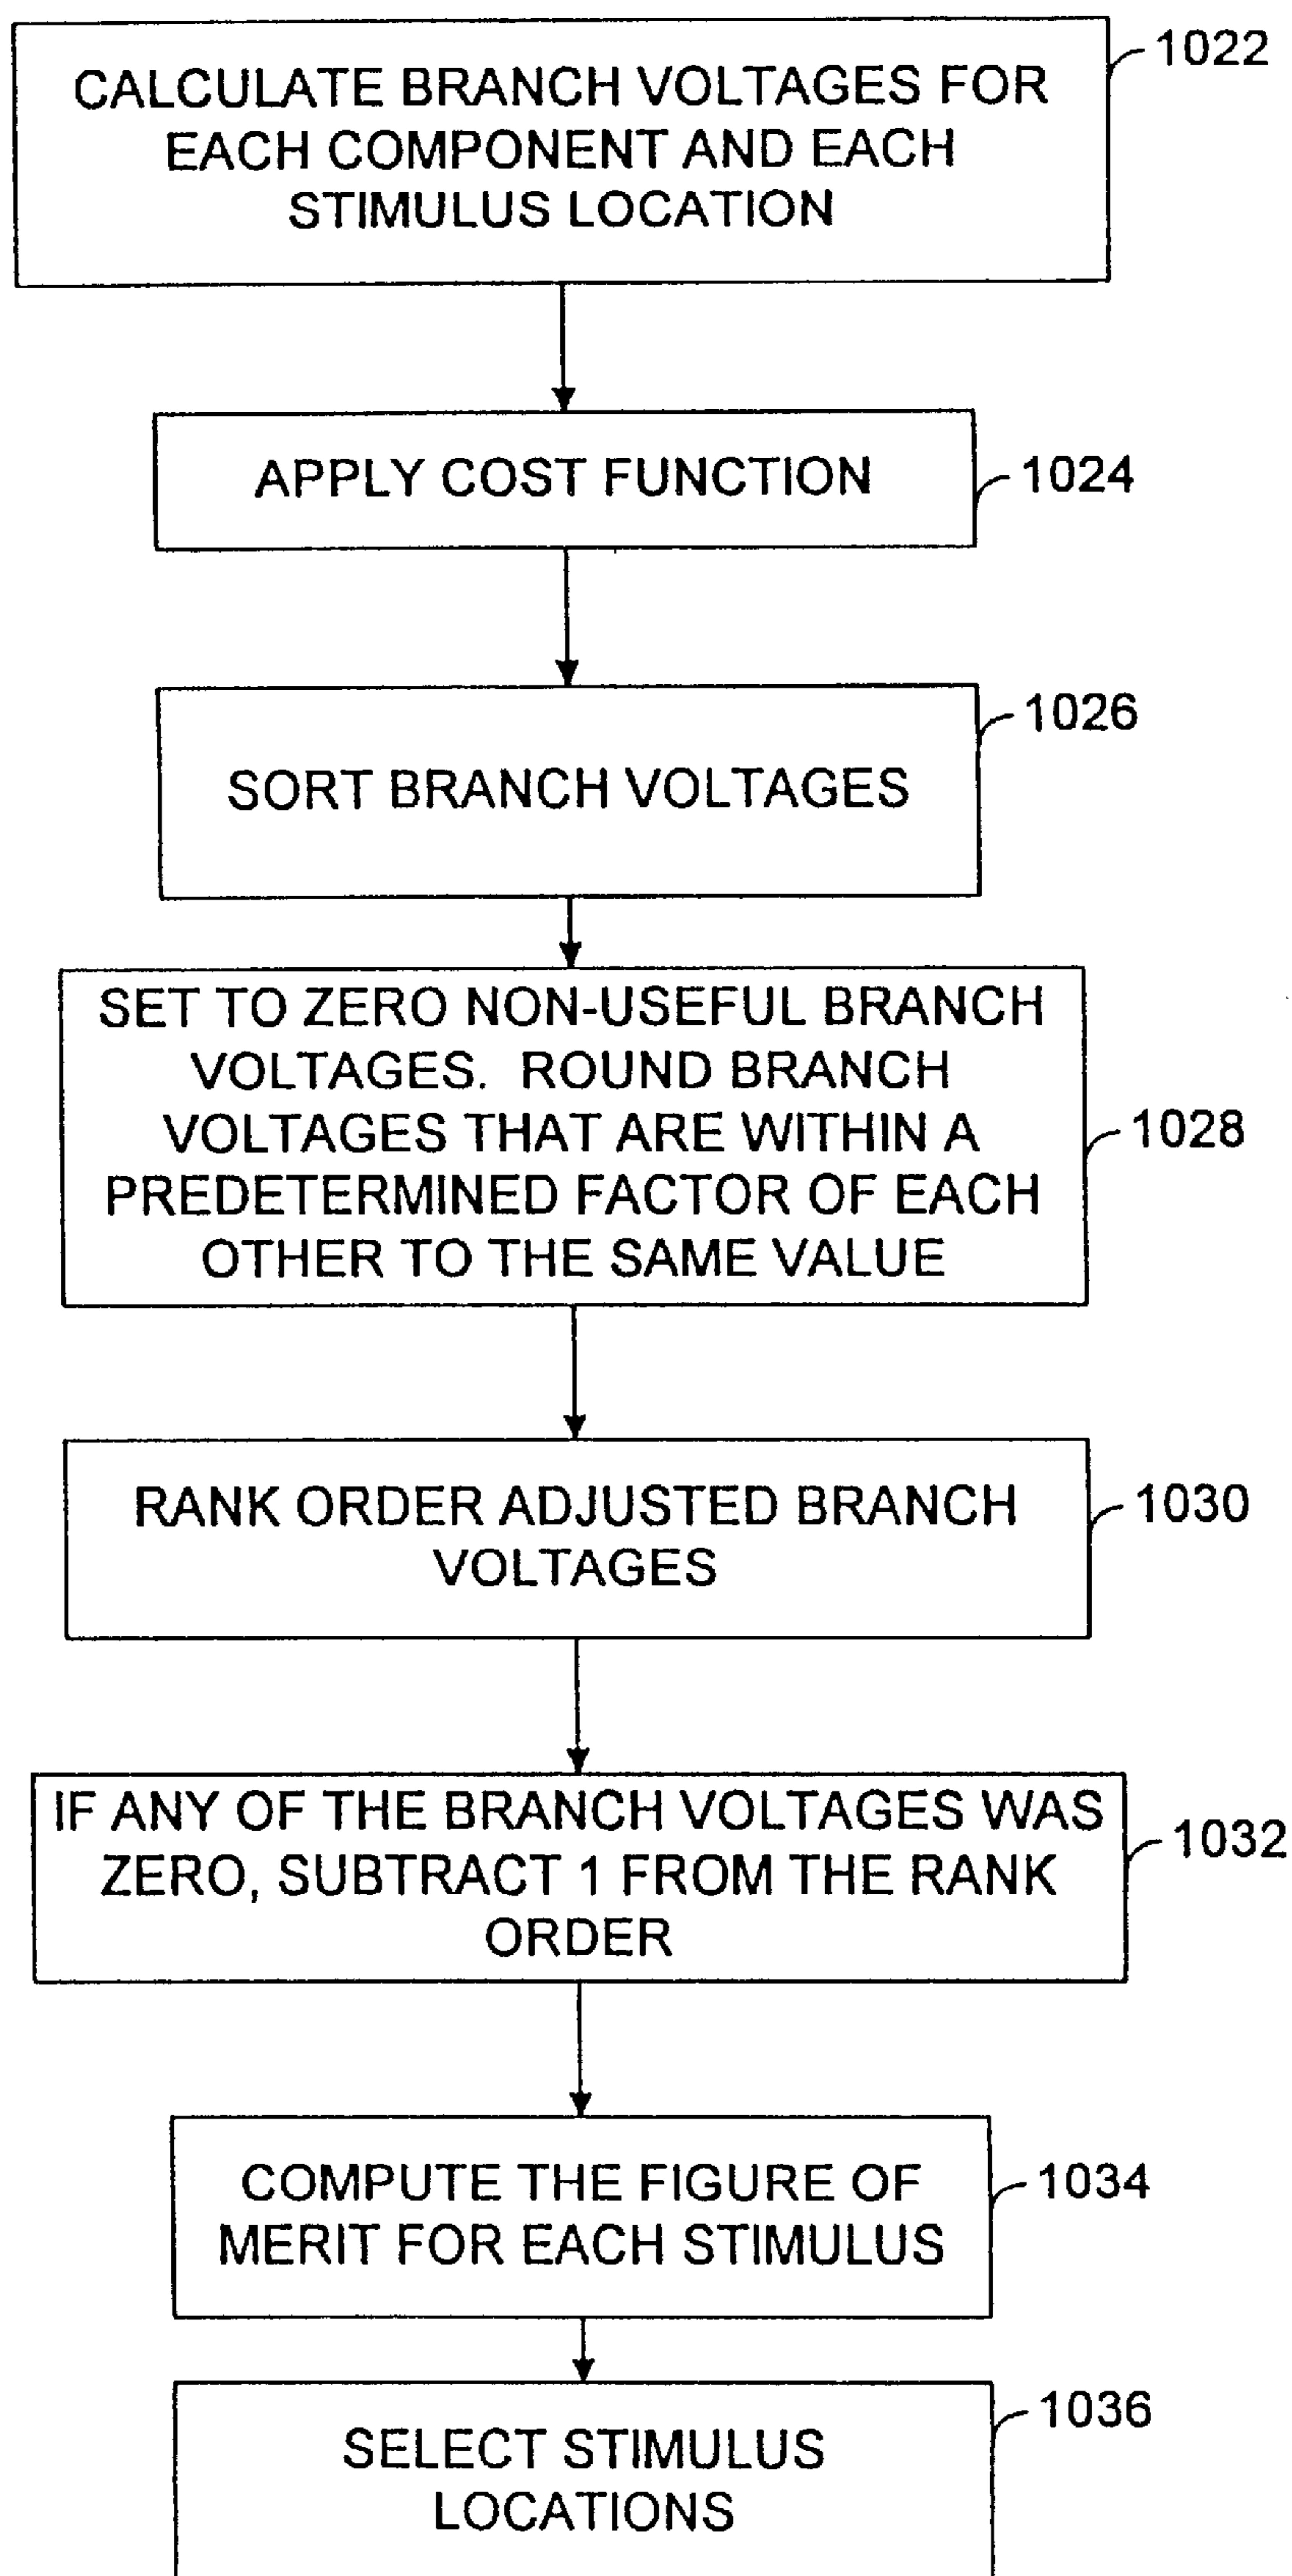 CALCULATE BRANCH VOLTAGES FOR
EACH COMPONENT AND EACH
STIMULUS LOCATION
1022
APPLY COST FUNCTION
1024
SORT BRANCH VOLTAGES
1026
SET TO ZERO NON-USEFUL BRANCH
VOLTAGES. ROUND BRANCH
VOLTAGES THAT ARE WITHIN A
PREDETERMINED FACTOR OF EACH
OTHER TO THE SAME VALUE
1028
RANK ORDER ADJUSTED BRANCH
VOLTAGES
1030
IF ANY OF THE BRANCH VOLTAGES WAS
ZERO, SUBTRACT 1 FROM THE RANK
ORDER
1032
COMPUTE THE FIGURE OF
MERIT FOR EACH STIMULUS
1034
SELECT STIMULUS
LOCATIONS
1036